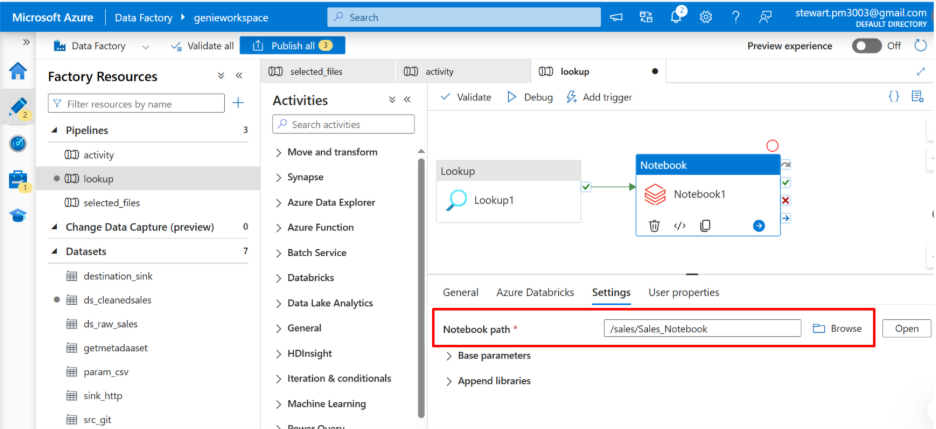 Microsoft Azure Data Factory genieworkspace Search 2 stewart.pm3003@gmail.com
DEFAULT DIRECTORY
Data Factory Validate all Publish all 3 Preview experience Off
Factory Resources
Filter resources by name
Pipelines 3
activity
lookup
selected_files
Change Data Capture (preview) 0
Datasets 7
destination_sink
ds_cleanedsales
ds_raw_sales
getmetadaaset
param_csv
sink_http
src_git
2
1
selected_files activity lookup
Activities
Search activities
Move and transform
Synapse
Azure Data Explorer
Azure Function
Batch Service
Databricks
Data Lake Analytics
General
HDInsight
Iteration & conditionals
Machine Learning
Power Query
Validate Debug Add trigger
Lookup
Lookup1
Notebook
Notebook1
General Azure Databricks Settings User properties
Notebook path * /sales/Sales_Notebook Browse Open
Base parameters
Append libraries